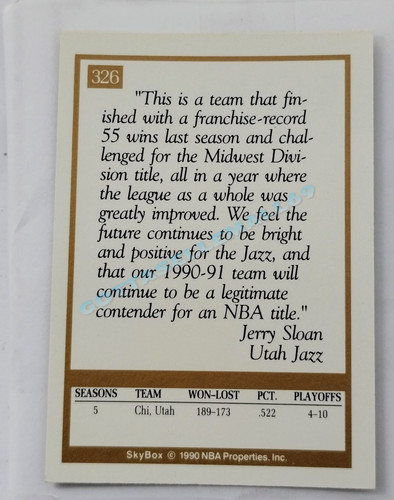 326
"This is a team that fin-
ished with a franchise-record
55 wins last season and chal-
lenged for the Midwest Divi-
sion title, all in a year where
the league as a whole was
greatly improved. We feel the
future continues to be bright
and positive for the Jazz, and
that our 1990-91 team will
continue to be a legitimate
contender for an NBA title."
Jerry Sloan
Utah Jazz
SEASONS TEAM WON-LOST PCT. PLAYOFFS
5 Chi, Utah 189-173 .522 4-10
SkyBox © 1990 NBA Properties, Inc.